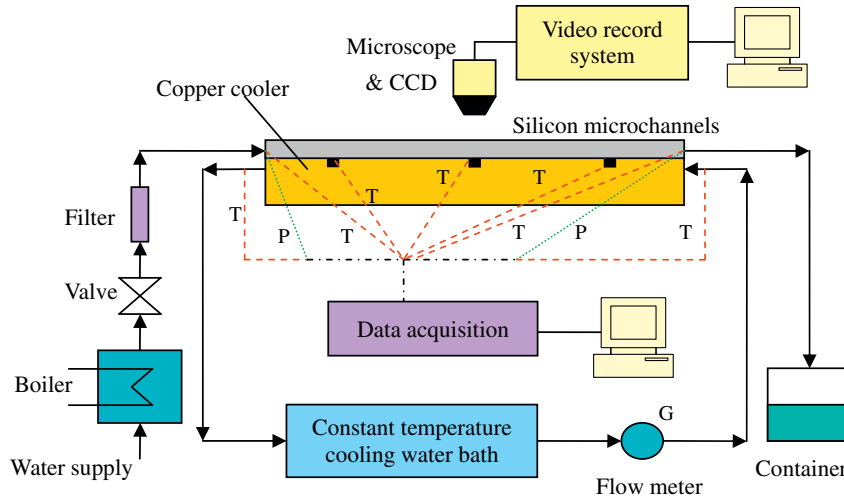 Video record
system
Microscope
& CCD
Copper cooler
Silicon microchannels
T
T
T
T
Filter
T
P
T
T
P
T
Valve
Data acquisition
Boiler
Constant temperature
cooling water bath
G
Water supply
Flow meter
Container